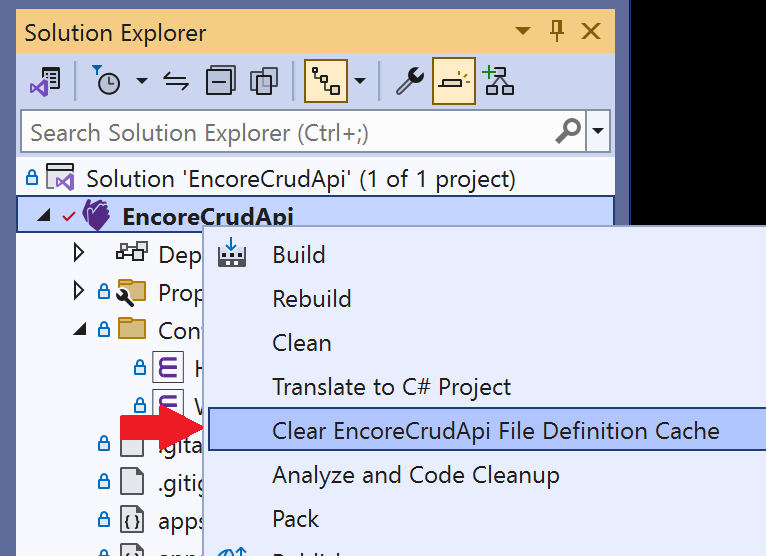 Solution Explorer
Search Solution Explorer (Ctrl+;)
Solution 'EncoreCrudApi' (1 of 1 project)
EncoreCrudApi
Dep
Build
Prop
Rebuild
Con
Clean
Translate to C# Project
Clear EncoreCrudApi File Definition Cache
.gita
Analyze and Code Cleanup
.gitig
Pack
apps